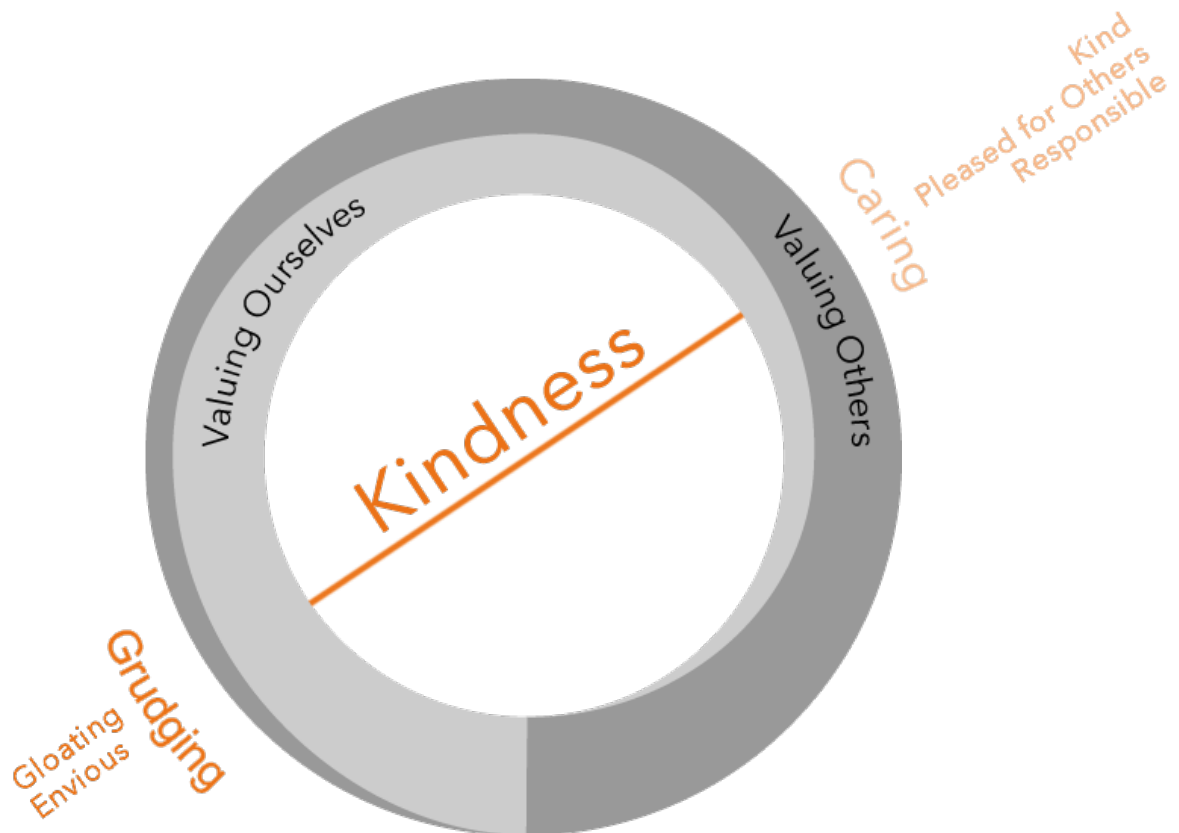 Kind
Pleased for Others
Responsible
Caring
Valuing Ourselves
Valuing Others
Kindness
Grudging
Gloating
Envious